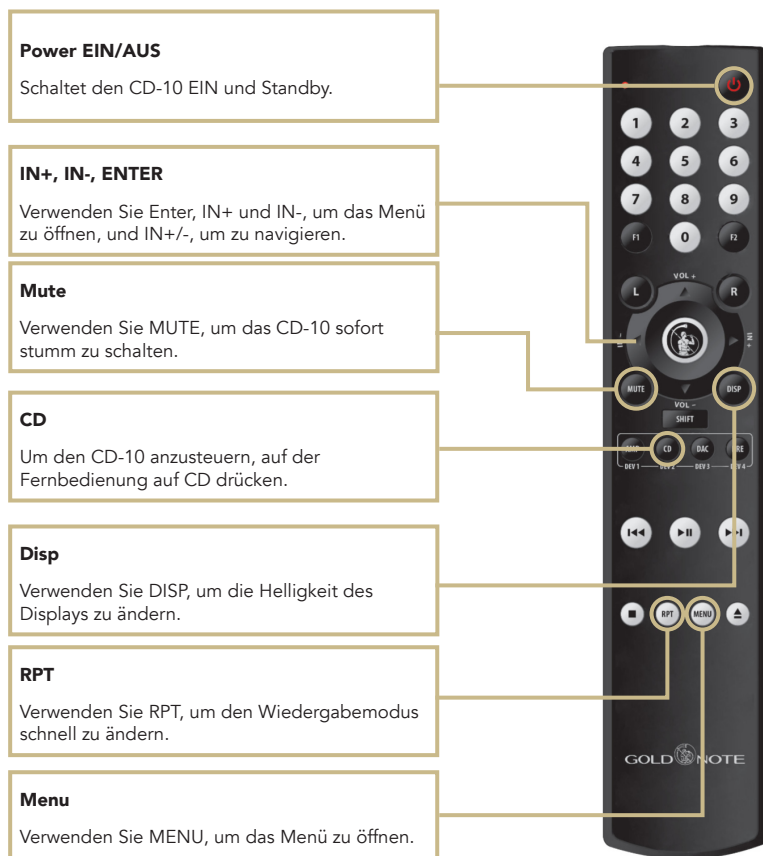 Power EIN/AUS
Schaltet den CD-10 EIN und Standby.
IN+, IN-, ENTER
Verwenden Sie Enter, IN+ und IN-, um das Menü
zu öffnen, und IN+/-, um zu navigieren.
Mute
Verwenden Sie MUTE, um das CD-10 sofort
stumm zu schalten.
CD
Um den CD-10 anzusteuern, auf der
Fernbedienung auf CD drücken.
Disp
Verwenden Sie DISP, um die Helligkeit des
Displays zu ändern.
RPT
Verwenden Sie RPT, um den Wiedergabemodus
schnell zu ändern.
Menu
Verwenden Sie MENU, um das Menü zu öffnen.
1 2 3
4 5 6
7 8 9
F1 0 F2
VOL +
L R
IN +
MUTE DISP
VOL -
SHIFT
CD DAC
DEV 1 DEV 2 DEV 3 DEV 4
RPT MENU
GOLD NOTE